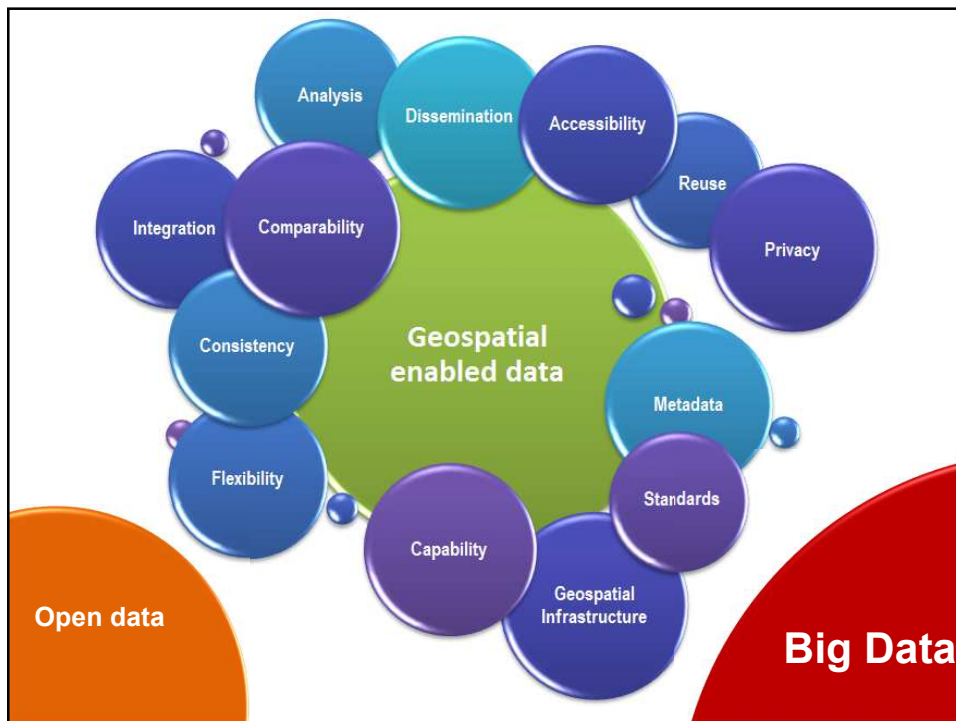 Analysis
Dissemination
Accessibility
Reuse
Privacy
Integration
Comparability
Consistency
Geospatial
enabled data
Metadata
Flexibility
Standards
Capability
Geospatial
Infrastructure
Open data
Big Data